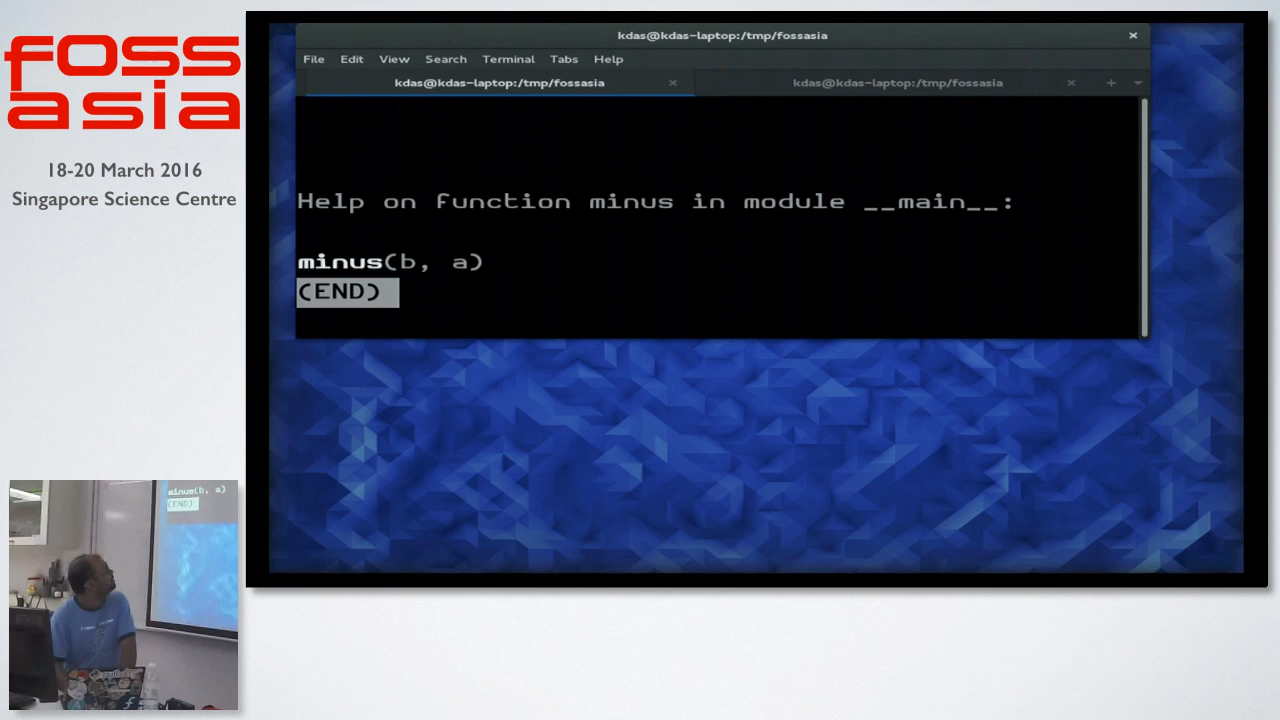 foss
asia
18-20 March 2016
Singapore Science Centre
kdas@kdas-laptop:/tmp/fossasia
File Edit View Search Terminal Tabs Help
kdas@kdas-laptop:/tmp/fossasia
kdas@kdas-laptop:/tmp/fossasia
Help on function minus in module __main__:
minus(b, a)
(END)
minus(b, a)
(END)